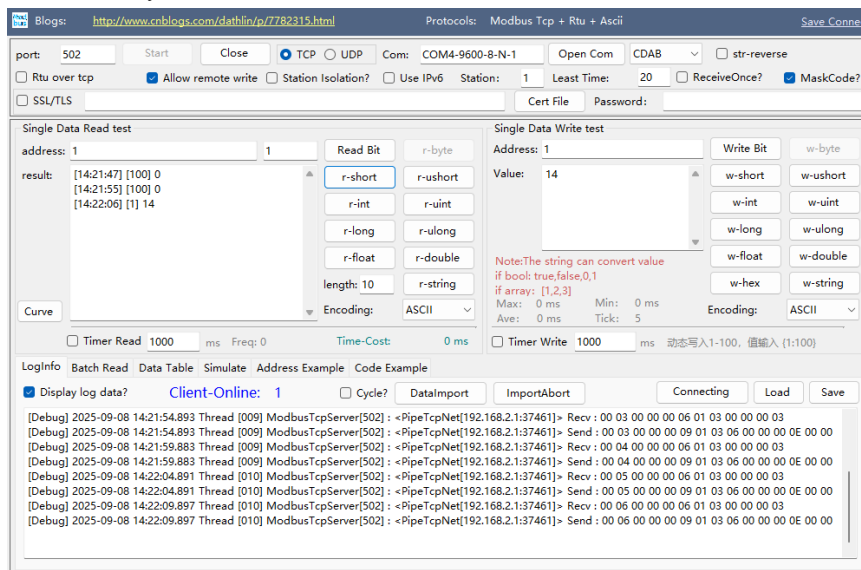 Blogs: http://www.cnblogs.com/dathlin/p/7782315.html Protocols: Modbus Tcp + Rtu + Ascii Save Conne
port: 502 Start Close TCP UDP Com: COM4-9600-8-N-1 Open Com CDAB str-reverse
Rtu over tcp Allow remote write Station Isolation? Use IPv6 Station: 1 Least Time: 20 ReceiveOnce? MaskCode?
SSL/TLS Cert File Password:
Single Data Read test
address: 1 1 Read Bit r-byte
result: [14:21:47] [100] 0
[14:21:55] [100] 0
[14:22:06] [1] 14
r-short r-ushort
r-int r-uint
r-long r-ulong
r-float r-double
length: 10 r-string
Curve Encoding: ASCII
Timer Read 1000 ms Freq: 0 Time-Cost: 0 ms
Single Data Write test
Address: 1 Write Bit w-byte
Value: 14 w-short w-ushort
w-int w-uint
w-long w-ulong
w-float w-double
w-hex w-string
Note:The string can convert value
if bool: true,false,0,1
if array: [1,2,3]
Max: 0 ms Min: 0 ms
Ave: 0 ms Tick: 5
Encoding: ASCII
Timer Write 1000 ms 动态写入1-100，值输入 {1:100}
LogInfo Batch Read Data Table Simulate Address Example Code Example
Display log data? Client-Online: 1 Cycle? DataImport ImportAbort Connecting Load Save
[Debug] 2025-09-08 14:21:54.893 Thread [009] ModbusTcpServer[502] : <PipeTcpNet[192.168.2.1:37461]> Recv : 00 03 00 00 00 06 01 03 00 00 00 03
[Debug] 2025-09-08 14:21:54.893 Thread [009] ModbusTcpServer[502] : <PipeTcpNet[192.168.2.1:37461]> Send : 00 03 00 00 00 09 01 03 06 00 00 00 0E 00 00
[Debug] 2025-09-08 14:21:59.883 Thread [009] ModbusTcpServer[502] : <PipeTcpNet[192.168.2.1:37461]> Recv : 00 04 00 00 00 06 01 03 00 00 00 03
[Debug] 2025-09-08 14:21:59.883 Thread [009] ModbusTcpServer[502] : <PipeTcpNet[192.168.2.1:37461]> Send : 00 04 00 00 00 09 01 03 06 00 00 00 0E 00 00
[Debug] 2025-09-08 14:22:04.891 Thread [010] ModbusTcpServer[502] : <PipeTcpNet[192.168.2.1:37461]> Recv : 00 05 00 00 00 06 01 03 00 00 00 03
[Debug] 2025-09-08 14:22:04.891 Thread [010] ModbusTcpServer[502] : <PipeTcpNet[192.168.2.1:37461]> Send : 00 05 00 00 00 09 01 03 06 00 00 00 0E 00 00
[Debug] 2025-09-08 14:22:09.897 Thread [010] ModbusTcpServer[502] : <PipeTcpNet[192.168.2.1:37461]> Recv : 00 06 00 00 00 06 01 03 00 00 00 03
[Debug] 2025-09-08 14:22:09.897 Thread [010] ModbusTcpServer[502] : <PipeTcpNet[192.168.2.1:37461]> Send : 00 06 00 00 00 09 01 03 06 00 00 00 0E 00 00